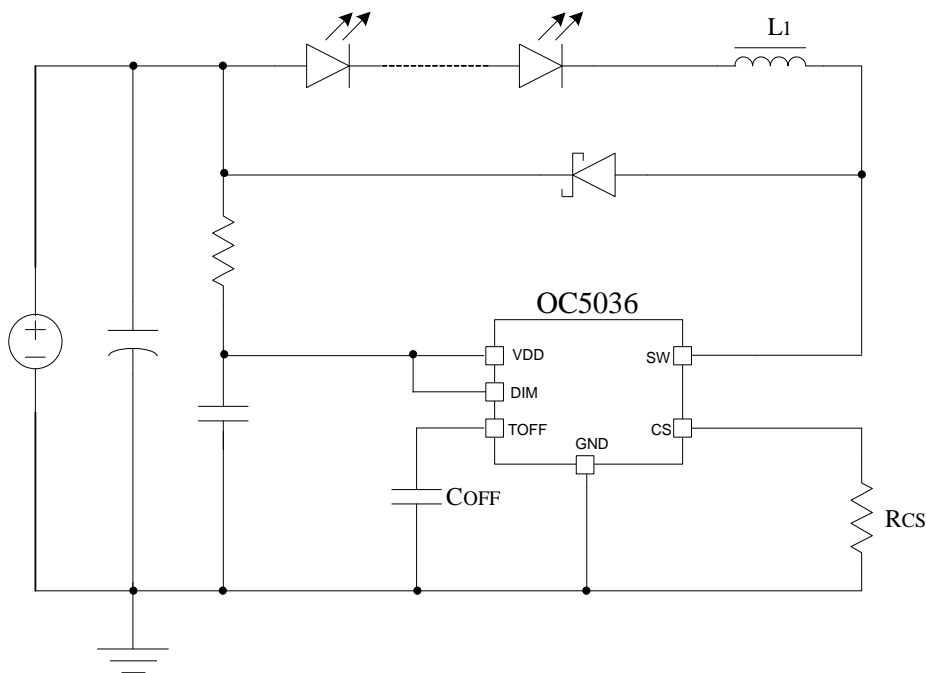 L1
OC5036
VDD
SW
DIM
TOFF
CS
GND
COFF
RCS